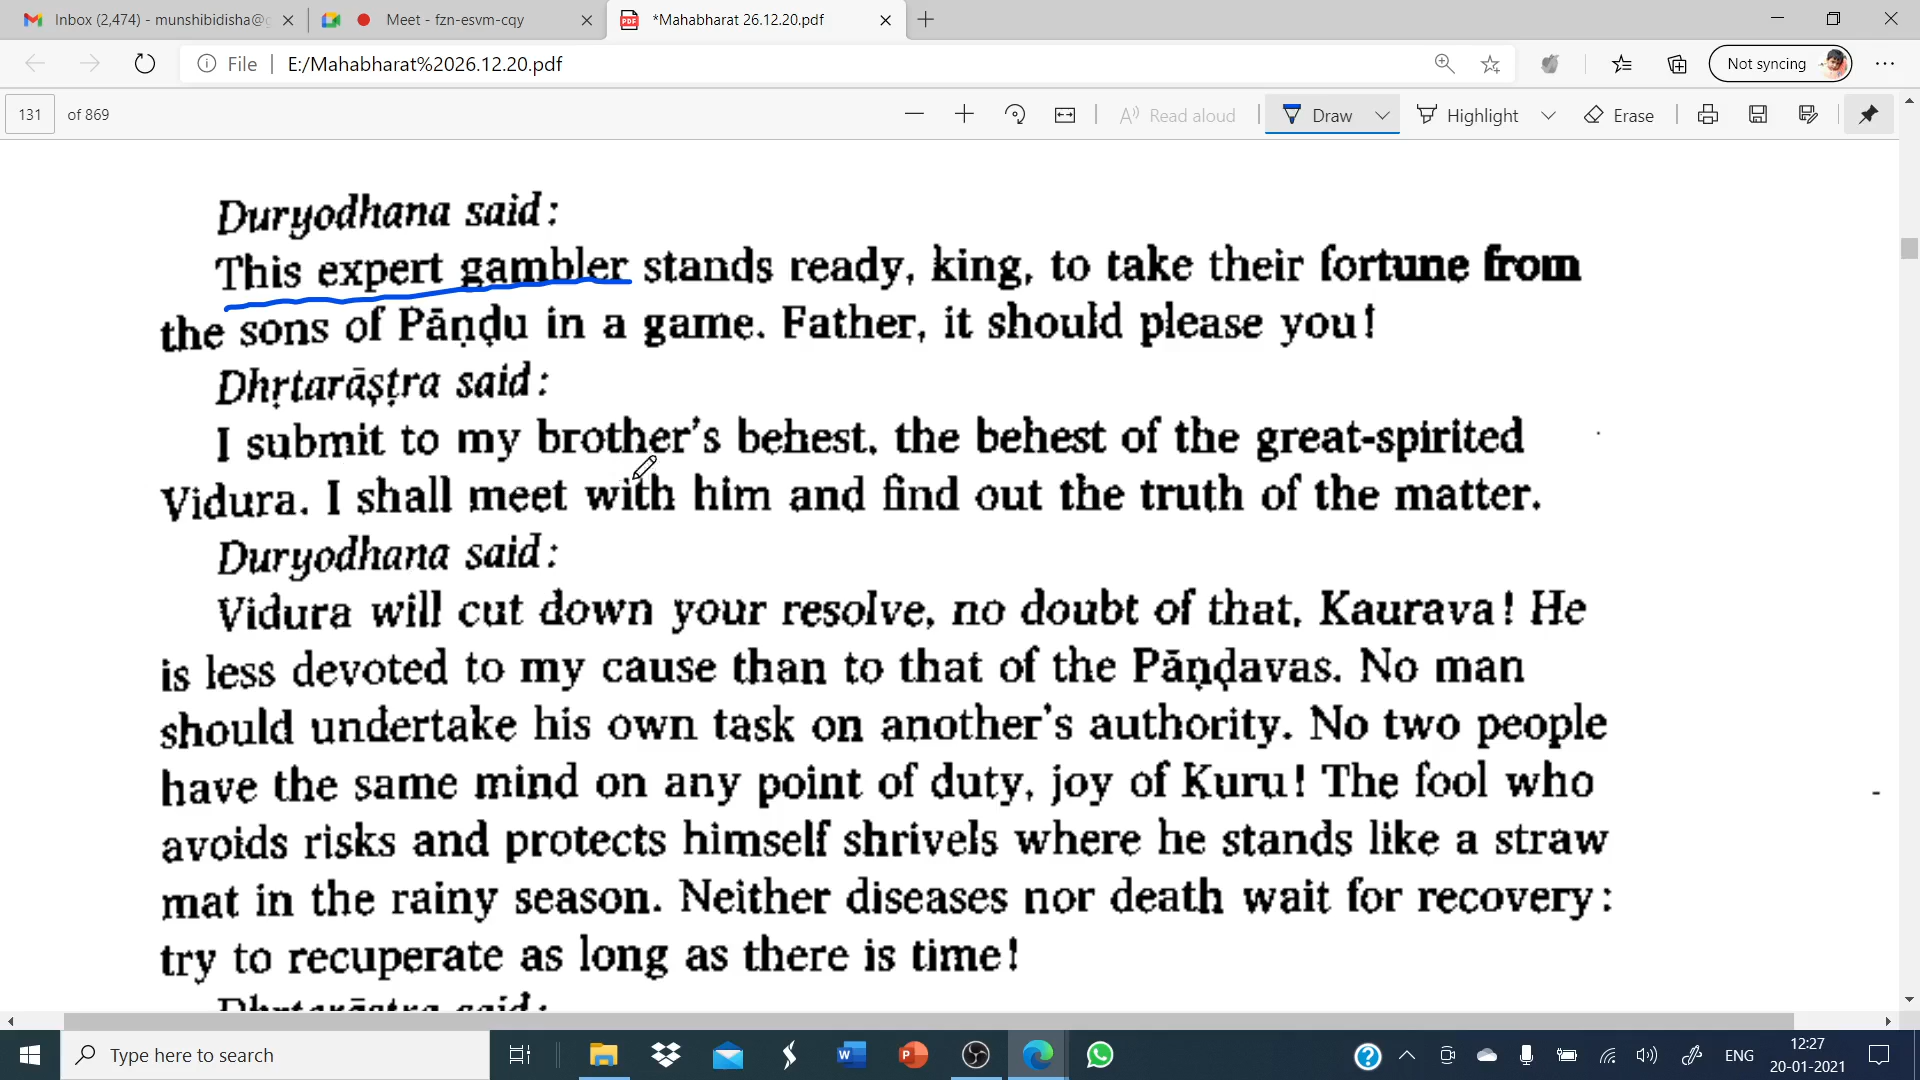 Inbox (2,474) - munshibidisha@g
Meet - fzn-esvm-cqy
*Mahabharat 26.12.20.pdf
File
E:/Mahabharat%2026.12.20.pdf
Not syncing
131 of 869
Read aloud
Draw
Highlight
Erase
Duryodhana said:
This expert gambler stands ready, king, to take their fortune from
the sons of Pāṇḍu in a game. Father, it should please you!
Dhṛtarāṣṭra said:
I submit to my brother's behest, the behest of the great-spirited
Vidura. I shall meet with him and find out the truth of the matter.
Duryodhana said:
Vidura will cut down your resolve, no doubt of that, Kaurava! He
is less devoted to my cause than to that of the Pāṇḍavas. No man
should undertake his own task on another's authority. No two people
have the same mind on any point of duty, joy of Kuru! The fool who
avoids risks and protects himself shrivels where he stands like a straw
mat in the rainy season. Neither diseases nor death wait for recovery:
try to recuperate as long as there is time!
Dhṛtarāṣṭra said:
Type here to search
ENG
12:27
20-01-2021